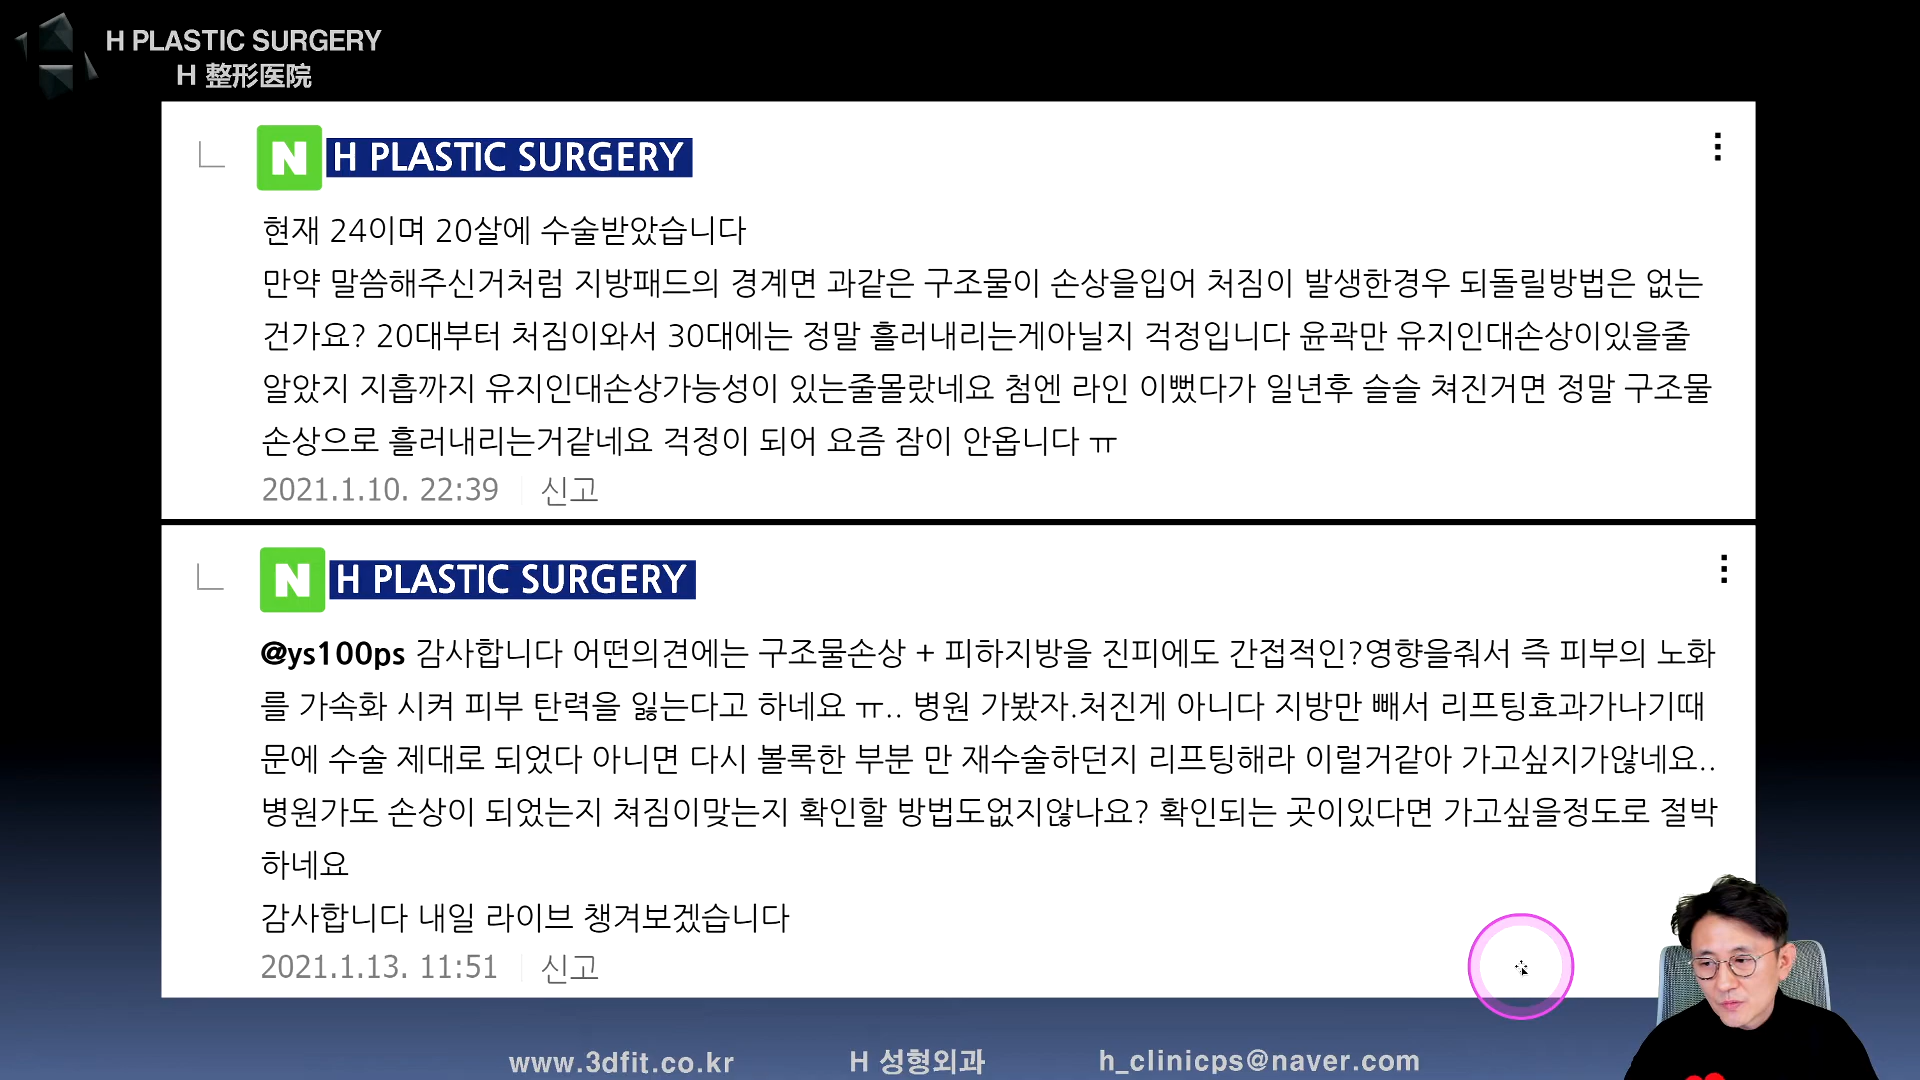 H PLASTIC SURGERY
H 整形医院
N H PLASTIC SURGERY
현재 24이며 20살에 수술받았습니다
만약 말씀해주신거처럼 지방패드의 경계면 과같은 구조물이 손상을입어 처짐이 발생한경우 되돌릴방법은 없는
건가요? 20대부터 처짐이와서 30대에는 정말 흘러내리는게아닐지 걱정입니다 윤곽만 유지인대손상이있을줄
알았지 지흡까지 유지인대손상가능성이 있는줄몰랐네요 첨엔 라인 이뻤다가 일년후 슬슬 쳐진거면 정말 구조물
손상으로 흘러내리는거같네요 걱정이 되어 요즘 잠이 안옵니다 ㅠ
2021.1.10. 22:39 신고
N H PLASTIC SURGERY
@ys100ps 감사합니다 어떤의견에는 구조물손상 + 피하지방을 진피에도 간접적인?영향을줘서 즉 피부의 노화
를 가속화 시켜 피부 탄력을 잃는다고 하네요 ㅠ.. 병원 가봤자.처진게 아니다 지방만 빼서 리프팅효과가나기때
문에 수술 제대로 되었다 아니면 다시 볼록한 부분 만 재수술하던지 리프팅해라 이럴거같아 가고싶지가않네요..
병원가도 손상이 되었는지 쳐짐이맞는지 확인할 방법도없지않나요? 확인되는 곳이있다면 가고싶을정도로 절박
하네요
감사합니다 내일 라이브 챙겨보겠습니다
2021.1.13. 11:51 신고
www.3dfit.co.kr H 성형외과 h_clinicps@naver.com